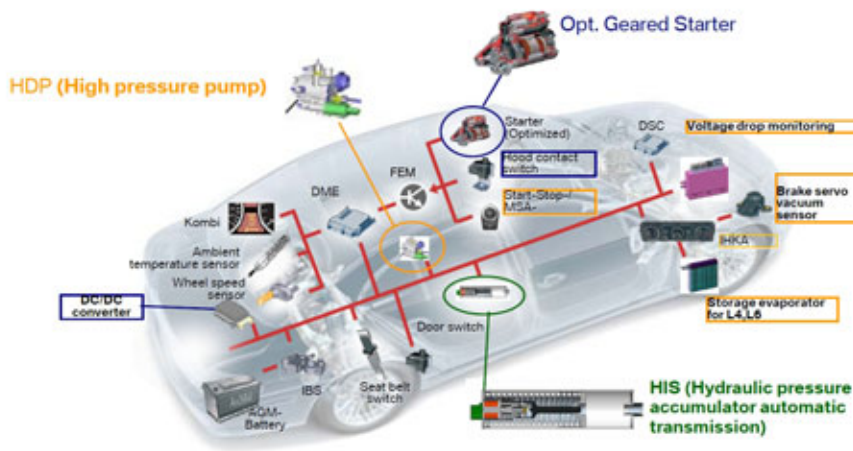 Opt. Geared Starter
HDP (High pressure pump)
Starter
(Optimized)
DSC
Voltage drop monitoring
Hood contact
switch
FEM
DME
Start-Stop-/
MSA-
Brake servo
vacuum
sensor
Kombi
Ambient
temperature sensor
IHKA
Wheel speed
sensor
DC/DC
converter
Storage evaporator
for L4,L6
Door switch
IBS
Seat belt
switch
AGM-
Battery
HIS (Hydraulic pressure
accumulator automatic
transmission)